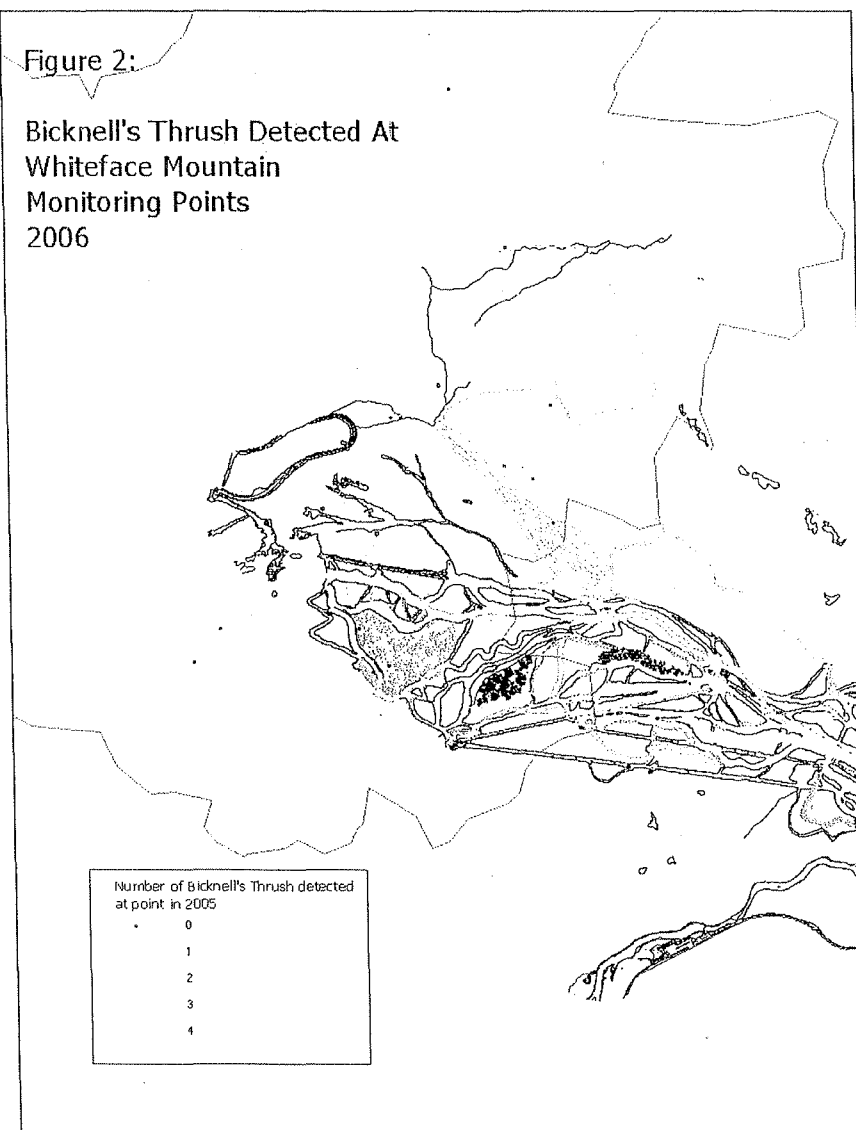 Figure 2:
Bicknell's Thrush Detected At
Whiteface Mountain
Monitoring Points
2006
Number of Bicknell's Thrush detected
at point in 2005
0
1
2
3
4